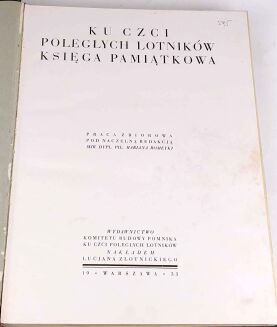 KU CZCI
POLEGŁYCH LOTNIKÓW
KSIĘGA PAMIĄTKOWA
PRACA ZBIOROWA
POD NACZELNĄ REDAKCJĄ
MJR. DYPL. PIL. MARJANA ROMEYKI
WYDAWNICTWO
KOMITETU BUDOWY POMNIKA
KU CZCI POLEGŁYCH LOTNIKÓW
NAKŁADEM
LUCJANA ZŁOTNICKIEGO
19 • WARSZAWA • 33